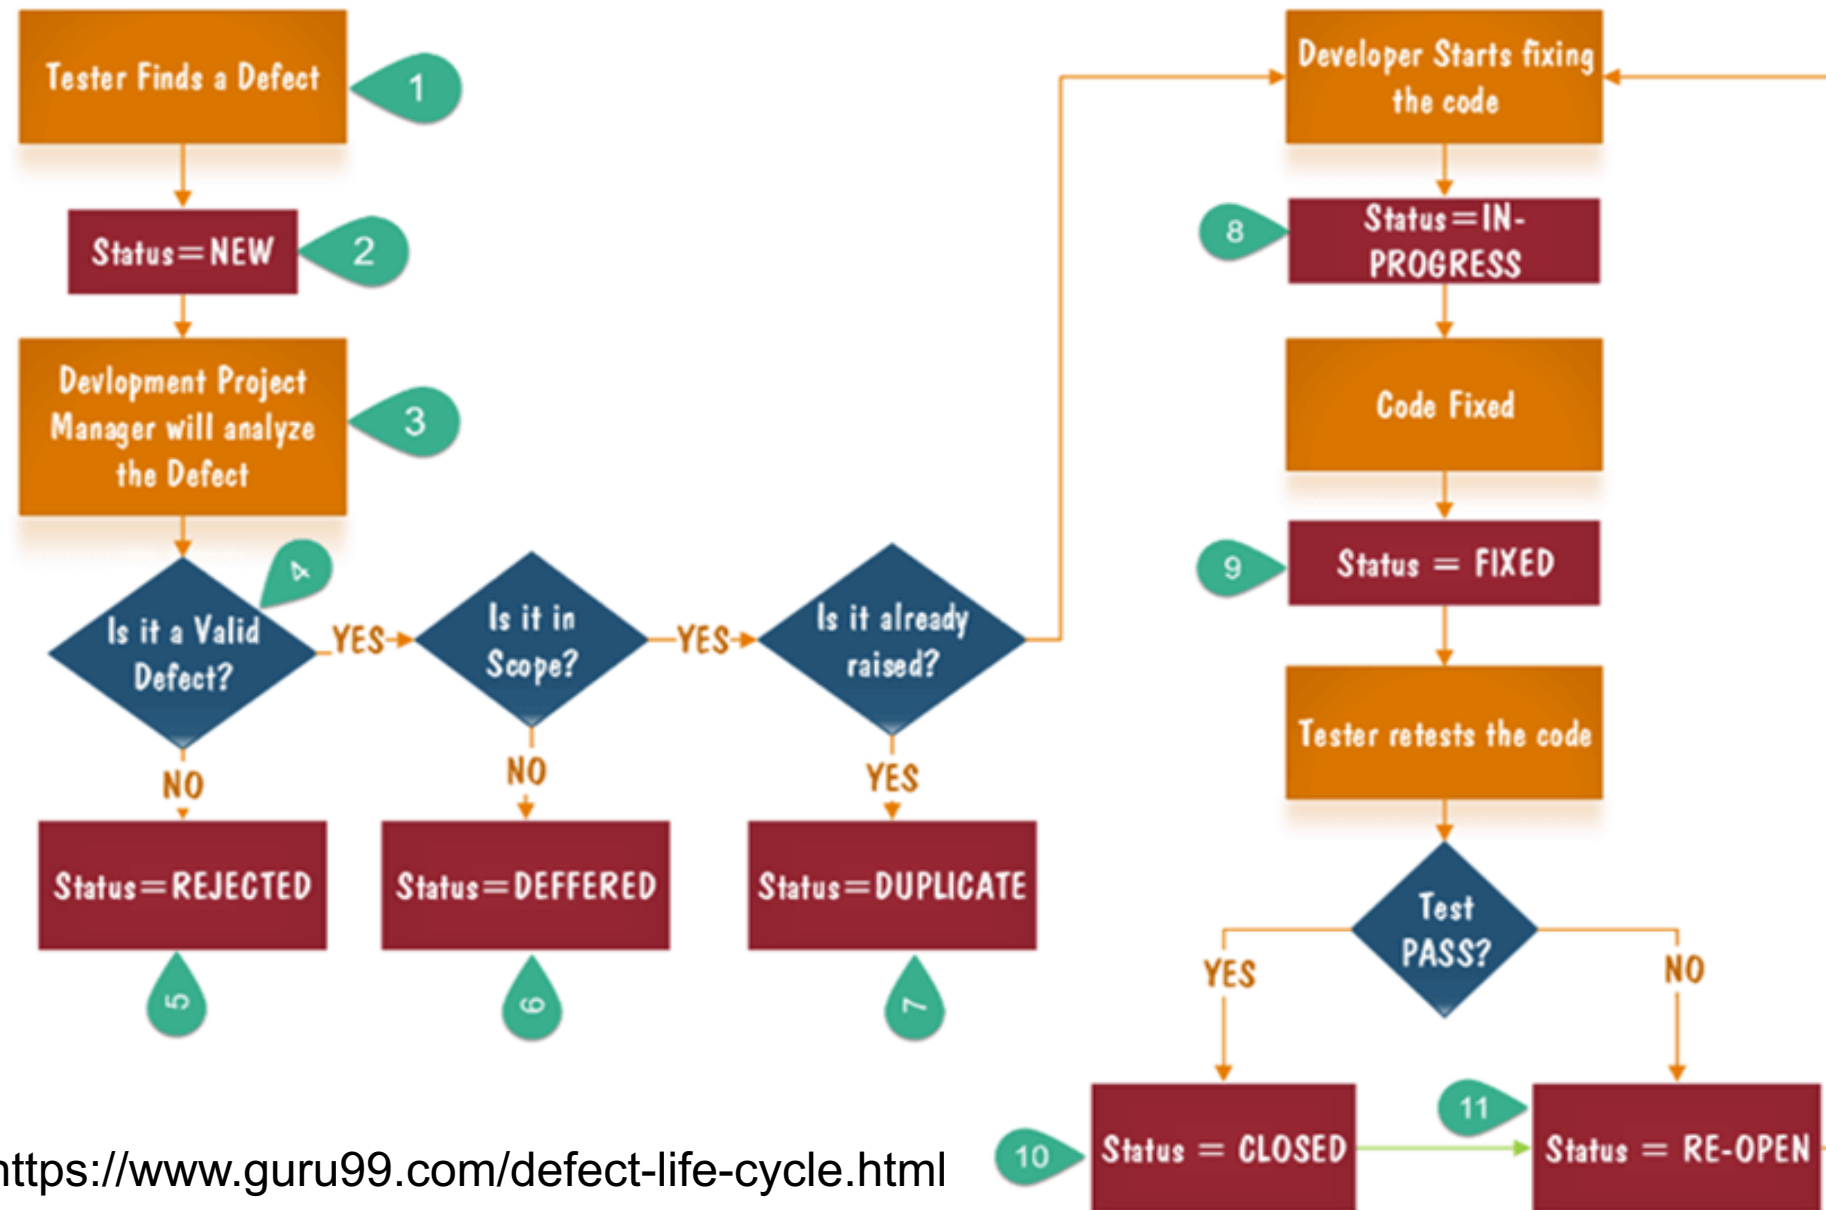 Tester Finds a Defect
1
Status=NEW
2
Devlopment Project
Manager will analyze
the Defect
3
Is it a Valid
Defect?
4
YES
Is it in
Scope?
YES
Is it already
raised?
NO
NO
YES
Status=REJECTED
Status=DEFFERED
Status=DUPLICATE
5
6
7
Developer Starts fixing
the code
8
Status=IN-
PROGRESS
Code Fixed
9
Status = FIXED
Tester retests the code
Test
PASS?
YES
NO
10
Status = CLOSED
11
Status = RE-OPEN
https://www.guru99.com/defect-life-cycle.html